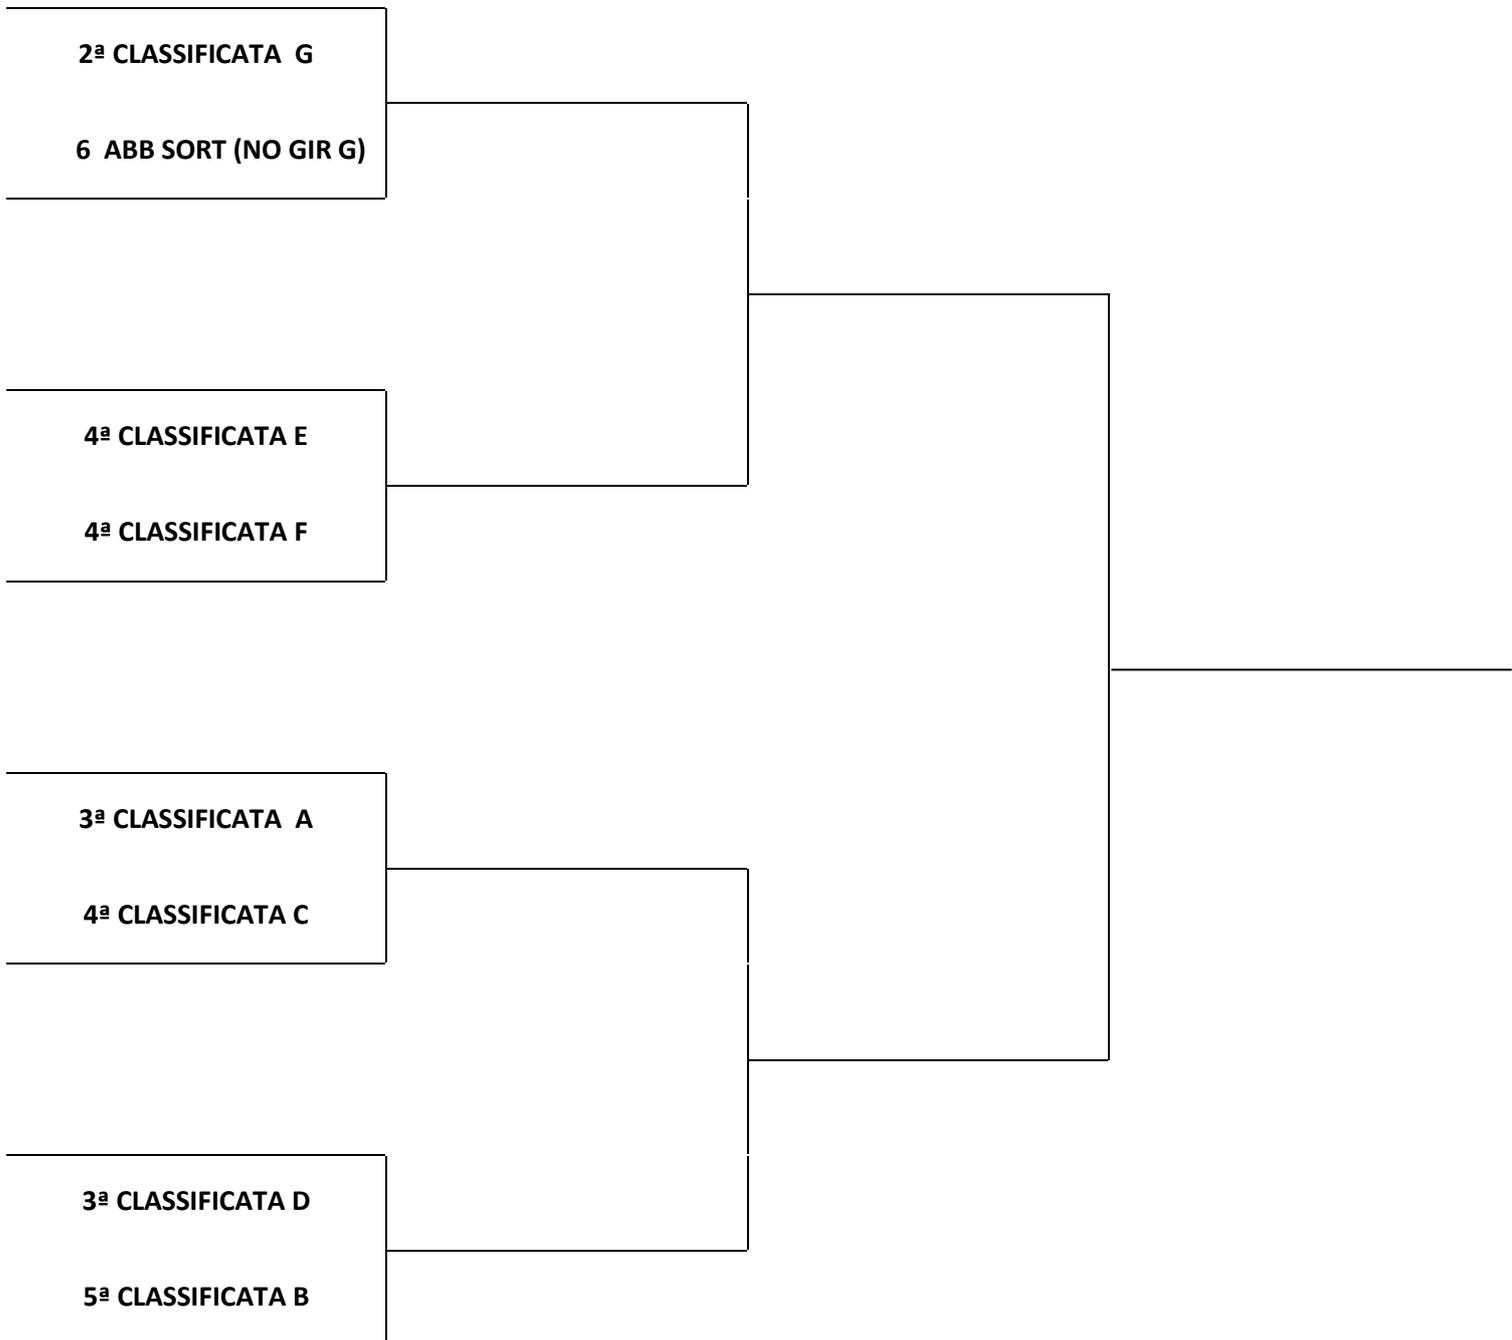 2ª CLASSIFICATA  G
6  ABB SORT (NO GIR G)
4ª CLASSIFICATA E
4ª CLASSIFICATA F
3ª CLASSIFICATA  A
4ª CLASSIFICATA C
3ª CLASSIFICATA D
5ª CLASSIFICATA B